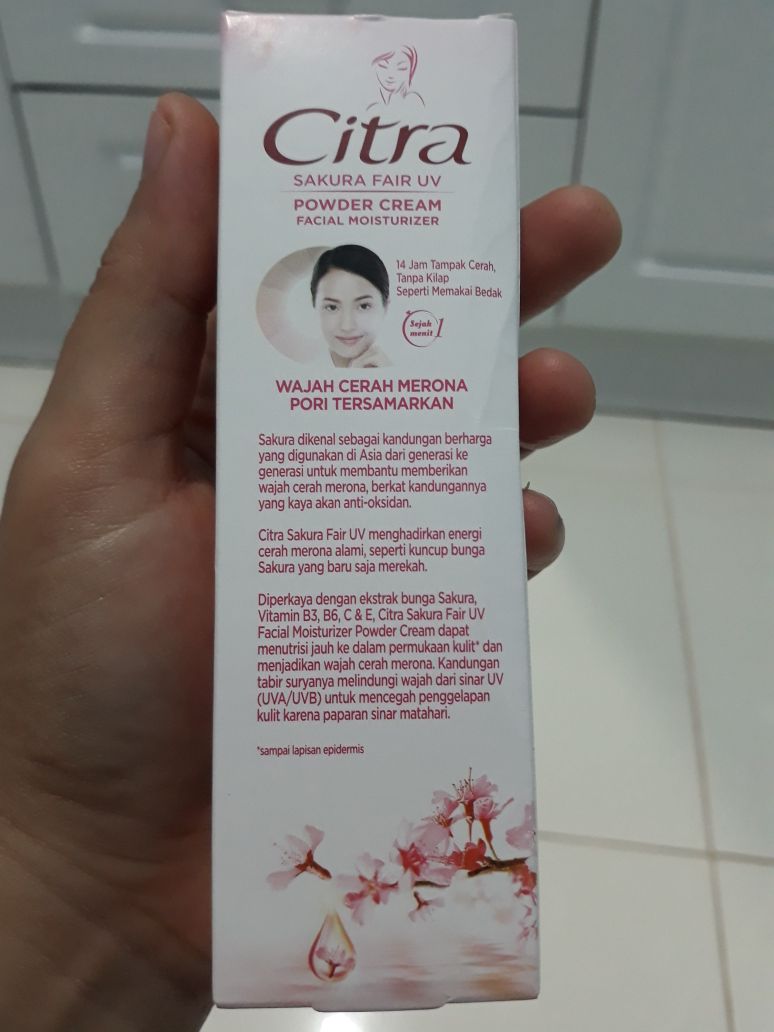 Citra
SAKURA FAIR UV
POWDER CREAM
FACIAL MOISTURIZER
14 Jam Tampak Cerah,
Tanpa Kilap
Seperti Memakai Bedak
Sejak
menit 1
WAJAH CERAH MERONA
PORI TERSAMARKAN
Sakura dikenal sebagai kandungan berharga
yang digunakan di Asia dari generasi ke
generasi untuk membantu memberikan
wajah cerah merona, berkat kandungannya
yang kaya akan anti-oksidan.
Citra Sakura Fair UV menghadirkan energi
cerah merona alami, seperti kuncup bunga
Sakura yang baru saja merekah.
Diperkaya dengan ekstrak bunga Sakura,
Vitamin B3, B6, C & E, Citra Sakura Fair UV
Facial Moisturizer Powder Cream dapat
menutrisi jauh ke dalam permukaan kulit* dan
menjadikan wajah cerah merona. Kandungan
tabir suryanya melindungi wajah dari sinar UV
(UVA/UVB) untuk mencegah penggelapan
kulit karena paparan sinar matahari.
*sampai lapisan epidermis